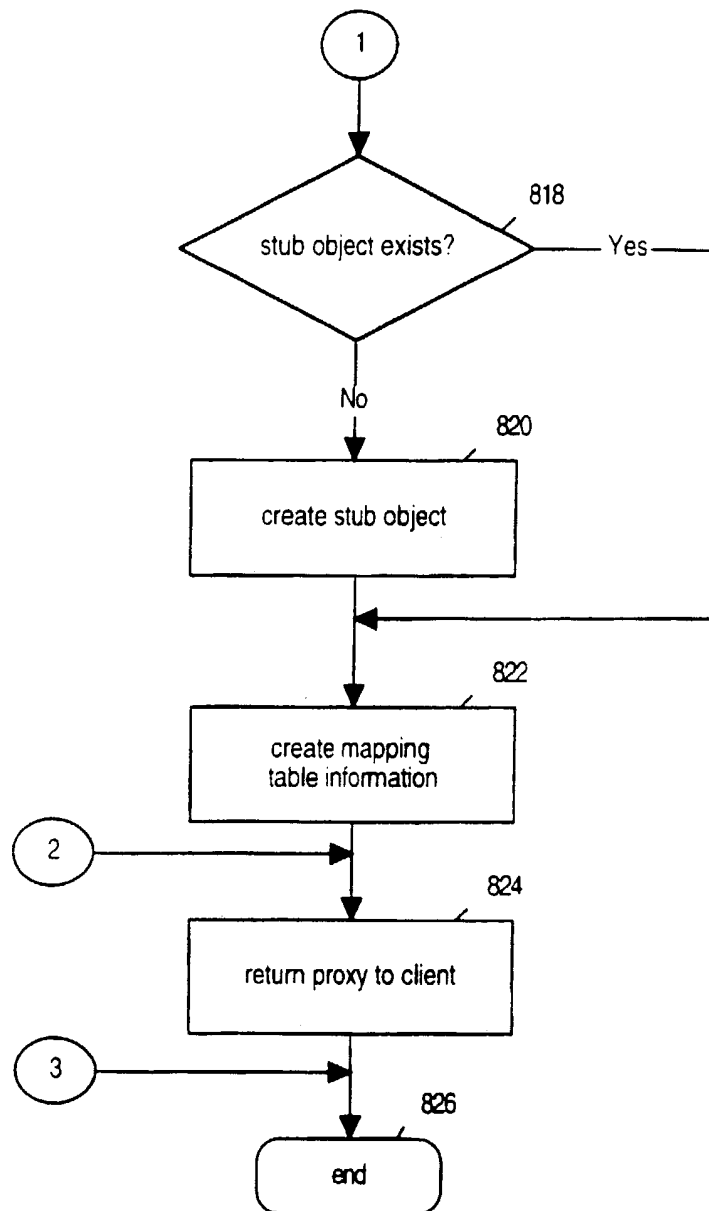 1
818
stub object exists?
Yes
No
820
create stub object
822
create mapping
table information
2
824
return proxy to client
3
826
end